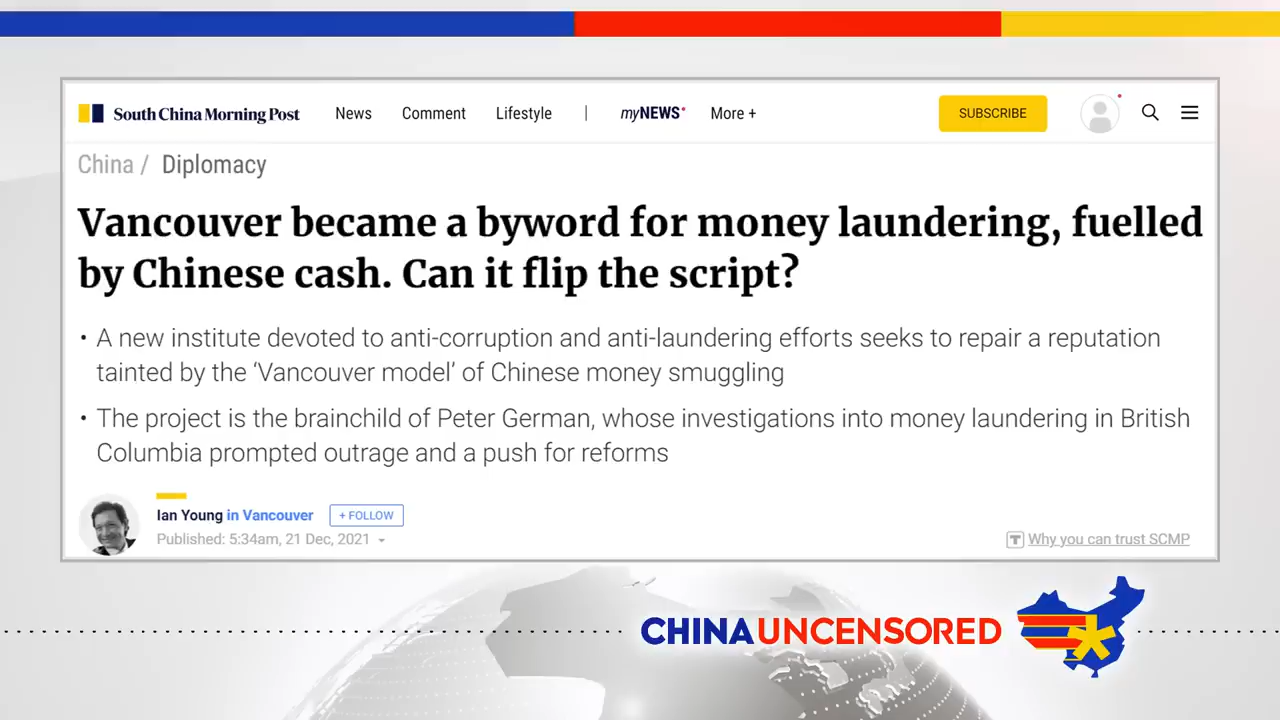 South China Morning Post News Comment Lifestyle | myNEWS More + SUBSCRIBE
China / Diplomacy
Vancouver became a byword for money laundering, fuelled
by Chinese cash. Can it flip the script?
• A new institute devoted to anti-corruption and anti-laundering efforts seeks to repair a reputation
tainted by the ‘Vancouver model’ of Chinese money smuggling
• The project is the brainchild of Peter German, whose investigations into money laundering in British
Columbia prompted outrage and a push for reforms
Ian Young in Vancouver + FOLLOW
Published: 5:34am, 21 Dec, 2021
T Why you can trust SCMP
CHINA UNCENSORED